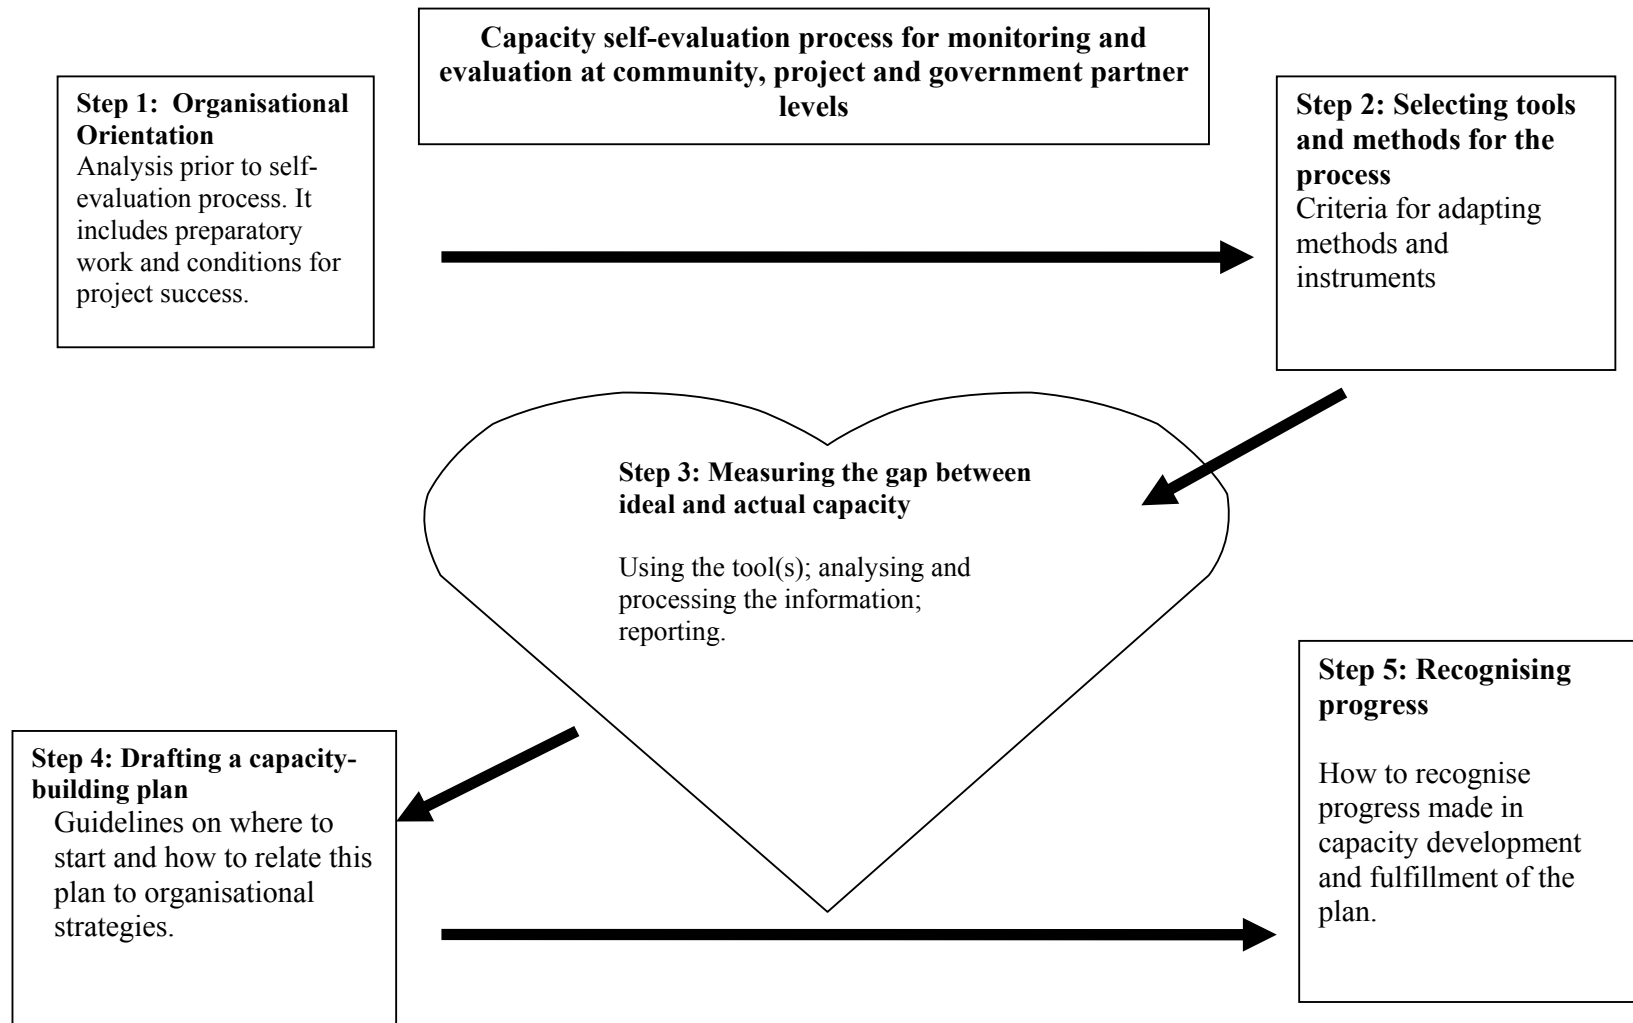 Capacity self-evaluation process for monitoring and
evaluation at community, project and government partner
levels
Step 1:  Organisational
Orientation
Analysis prior to self-
evaluation process. It
includes preparatory
work and conditions for
project success.
Step 2: Selecting tools
and methods for the
process
Criteria for adapting
methods and
instruments
Step 3: Measuring the gap between
ideal and actual capacity
Using the tool(s); analysing and
processing the information;
reporting.
Step 4: Drafting a capacity-
building plan
Guidelines on where to
start and how to relate this
plan to organisational
strategies.
Step 5: Recognising
progress
How to recognise
progress made in
capacity development
and fulfillment of the
plan.